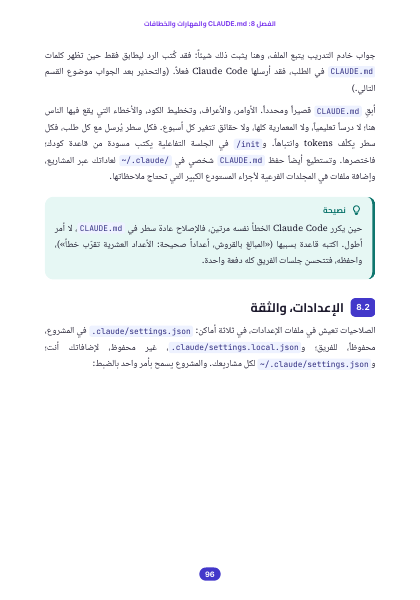 الفصل 8: CLAUDE.md والمهارات والخطافات
جواب خادم التدريب يتبع الملف، وهنا يثبت ذلك شيئاً: فقد كُتب الرد ليطابق فقط حين تظهر كلمات
CLAUDE.md في الطلب، فقد أرسلها Claude Code فعلاً. (والتحذير بعد الجواب موضوع القسم
التالي.)
أبقِ CLAUDE.md قصيراً ومحدداً. الأوامر، والأعراف، وتخطيط الكود، والأخطاء التي يقع فيها الناس
هنا؛ لا درساً تعليمياً، ولا المعمارية كلها، ولا حقائق تتغير كل أسبوع. فكل سطر يُرسل مع كل طلب، فكل
سطر يكلّف tokens وانتباهاً. و /init في الجلسة التفاعلية يكتب مسودة من قاعدة كودك؛
فاختصرها. وتستطيع أيضاً حفظ CLAUDE.md شخصي في ~/.claude/ لعاداتك عبر المشاريع،
وإضافة ملفات في المجلدات الفرعية لأجزاء المستودع الكبير التي تحتاج ملاحظاتها.
نصيحة
حين يكرر Claude Code الخطأ نفسه مرتين، فالإصلاح عادة سطر في CLAUDE.md، لا أمر
أطول. اكتبه قاعدة بسببها («المبالغ بالقروش، أعداداً صحيحة: الأعداد العشرية تقرّب خطأً»)،
واحفظه، فتتحسن جلسات الفريق كله دفعة واحدة.
8.2 الإعدادات، والثقة
الصلاحيات تعيش في ملفات الإعدادات، في ثلاثة أماكن: .claude/settings.json في المشروع،
محفوظاً، للفريق؛ و .claude/settings.local.json، غير محفوظ، لإضافاتك أنت؛
و ~/.claude/settings.json لكل مشاريعك. والمشروع يسمح بأمر واحد بالضبط:
96